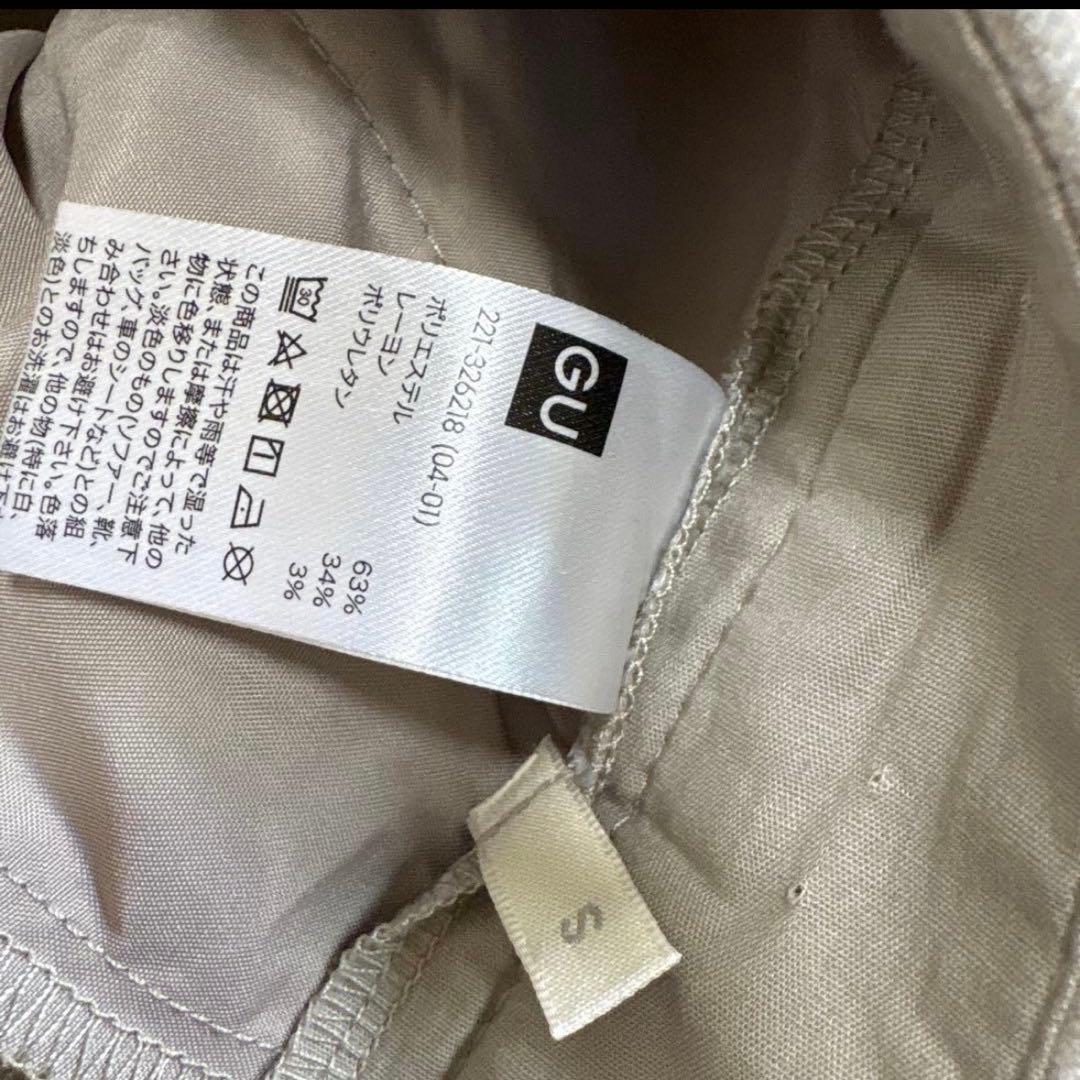 GU
221-326218 (04-01)
ポリエステル 63%
レーヨン 34%
ポリウレタン 3%
30
この商品は汗や雨等で湿った
状態、または摩擦によって、他の
物に色移りしますのでご注意下
さい。淡色のもの(ソファー、靴、
バッグ、車のシートなど)との組
み合わせはお避け下さい。色落
ちしますので、他の物(特に白、
淡色)とのお洗濯はお避け下
S